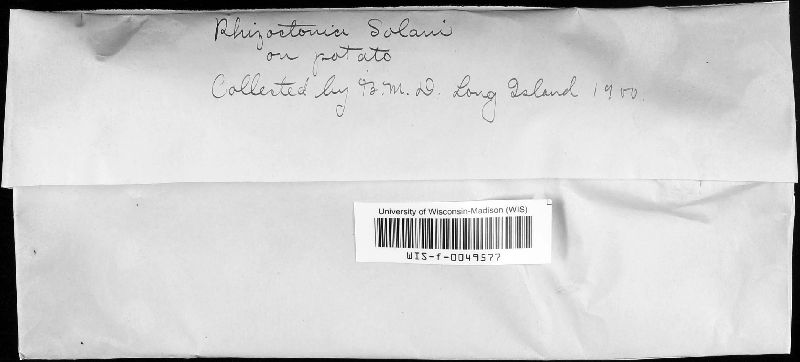 Rhizoctonia Solani
on potato
Collected by B. M. D. Long Island 1900.
University of Wisconsin-Madison (WIS)
WIS-f-0049577